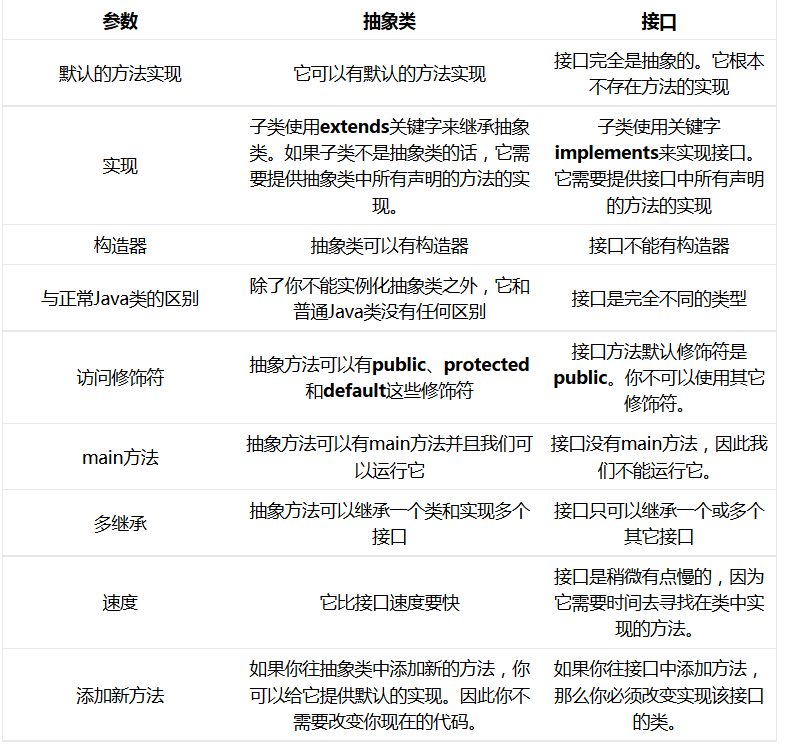 参数
抽象类
接口
默认的方法实现
它可以有默认的方法实现
接口完全是抽象的。它根本
不存在方法的实现
实现
子类使用extends关键字来继承抽象
类。如果子类不是抽象类的话，它需
要提供抽象类中所有声明的方法的实
现。
子类使用关键字
implements来实现接口。
它需要提供接口中所有声明
的方法的实现
构造器
抽象类可以有构造器
接口不能有构造器
与正常Java类的区别
除了你不能实例化抽象类之外，它和
普通Java类没有任何区别
接口是完全不同的类型
访问修饰符
抽象方法可以有public、protected
和default这些修饰符
接口方法默认修饰符是
public。你不可以使用其它
修饰符。
main方法
抽象方法可以有main方法并且我们可
以运行它
接口没有main方法，因此我
们不能运行它。
多继承
抽象方法可以继承一个类和实现多个
接口
接口只可以继承一个或多个
其它接口
速度
它比接口速度要快
接口是稍微有点慢的，因为
它需要时间去寻找在类中实
现的方法。
添加新方法
如果你往抽象类中添加新的方法，你
可以给它提供默认的实现。因此你不
需要改变你现在的代码。
如果你往接口中添加方法，
那么你必须改变实现该接口
的类。